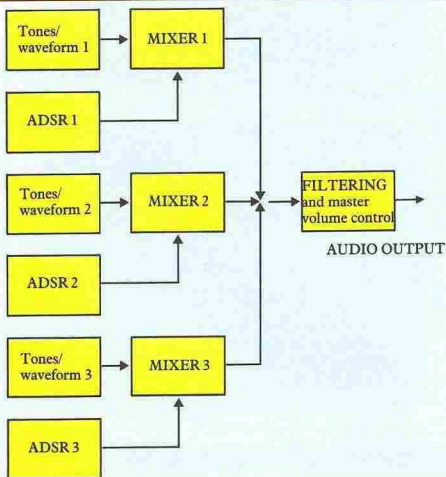 Tones/
waveform 1
MIXER 1
ADSR 1
Tones/
waveform 2
MIXER 2
FILTERING
and master
volume control
AUDIO OUTPUT
ADSR 2
Tones/
waveform 3
MIXER 3
ADSR 3